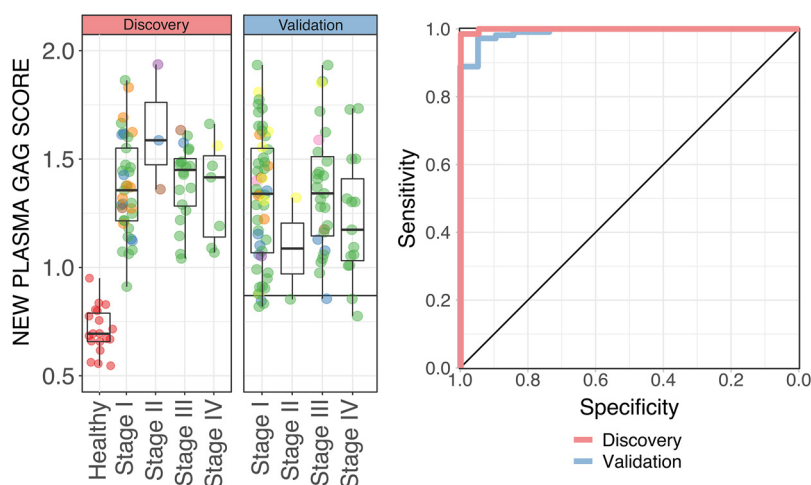 Discovery
Validation
NEW PLASMA GAG SCORE
2.0
1.5
1.0
0.5
Healthy
Stage I
Stage II
Stage III
Stage IV
Stage I
Stage II
Stage III
Stage IV
Sensitivity
1.0
0.8
0.6
0.4
0.2
0.0
1.0 0.8 0.6 0.4 0.2 0.0
Specificity
Discovery
Validation